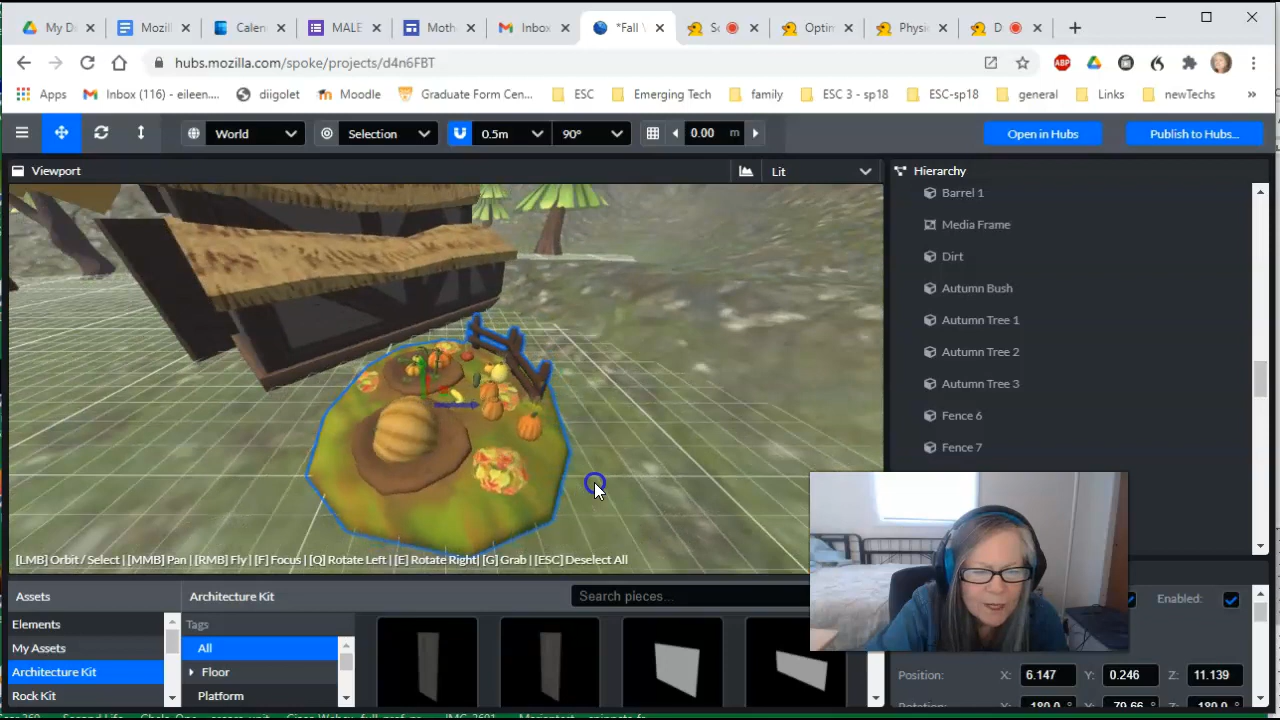 My D
Mozill
Calen
MALE
Moth
Inbox
*Fall \
So
Optim
Physi
D
hubs.mozilla.com/spoke/projects/d4n6FBT
ABP
Apps
Inbox (116) - eileen....
diigolet
Moodle
Graduate Form Cen...
ESC
Emerging Tech
family
ESC 3 - sp18
ESC-sp18
general
Links
newTechs
»
World
Selection
0.5m
90°
0.00 m
Open in Hubs
Publish to Hubs...
Viewport
Lit
Hierarchy
Barrel 1
Media Frame
Dirt
Autumn Bush
Autumn Tree 1
Autumn Tree 2
Autumn Tree 3
Fence 6
Fence 7
[LMB] Orbit / Select | [MMB] Pan | [RMB] Fly | [F] Focus | [Q] Rotate Left | [E] Rotate Right | [G] Grab | [ESC] Deselect All
Assets
Architecture Kit
Search pieces...
Enabled:
Elements
Tags
My Assets
All
Architecture Kit
Floor
Rock Kit
Platform
Position:
X: 6.147
Y: 0.246
Z: 11.139